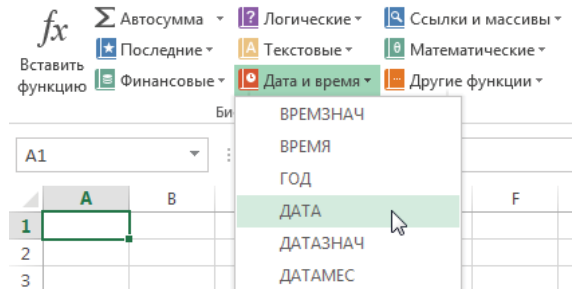 fx Вставить функцию
Σ Автосумма ? Логические Ссылки и массивы
Последние A Текстовые θ Математические
Финансовые Дата и время Другие функции
Би
ВРЕМЗНАЧ
A1
ВРЕМЯ
ГОД
A B F
1 ДАТА
2 ДАТАЗНАЧ
3 ДАТАМЕС